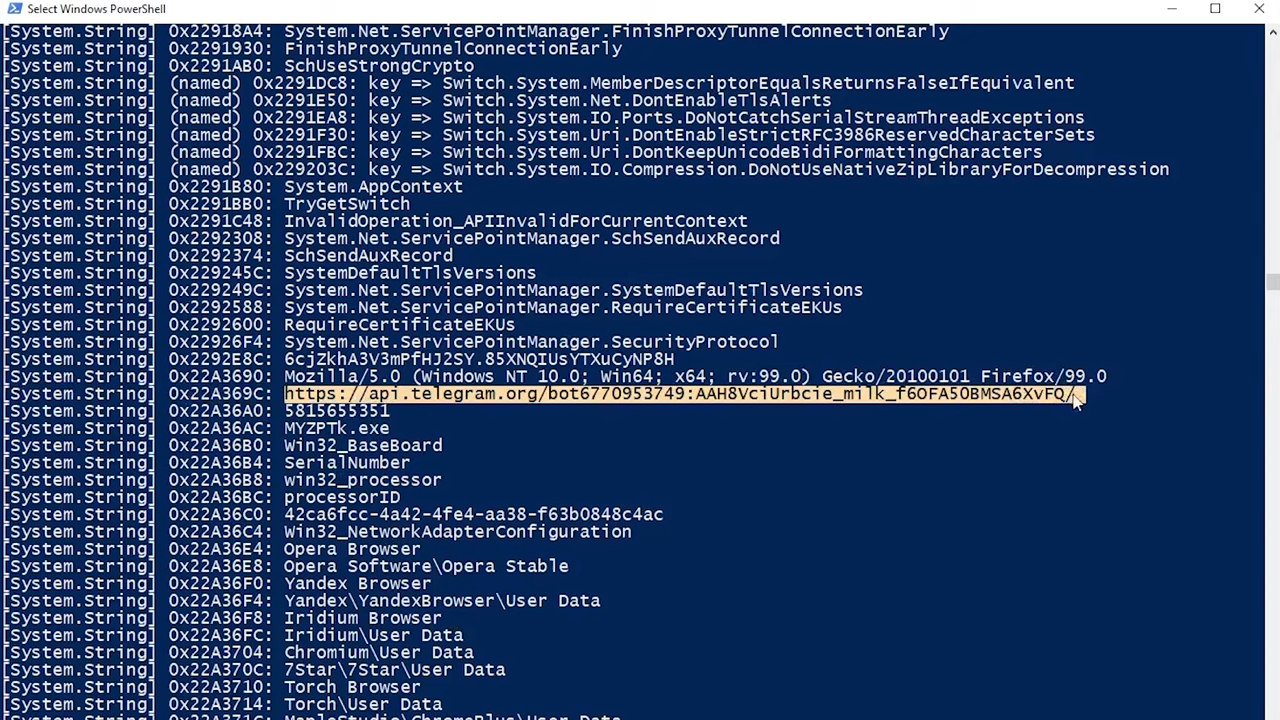 Select Windows PowerShell
[System.String] 0x22918A4: System.Net.ServicePointManager.FinishProxyTunnelConnectionEarly
[System.String] 0x2291930: FinishProxyTunnelConnectionEarly
[System.String] 0x2291AB0: SchUseStrongCrypto
[System.String] (named) 0x2291DC8: key => Switch.System.MemberDescriptorEqualsReturnsFalseIfEquivalent
[System.String] (named) 0x2291E50: key => Switch.System.Net.DontEnableTlsAlerts
[System.String] (named) 0x2291EA8: key => Switch.System.IO.Ports.DoNotCatchSerialStreamThreadExceptions
[System.String] (named) 0x2291F30: key => Switch.System.Uri.DontEnableStrictRFC3986ReservedCharacterSets
[System.String] (named) 0x2291FBC: key => Switch.System.Uri.DontKeepUnicodeBidiFormattingCharacters
[System.String] (named) 0x229203C: key => Switch.System.IO.Compression.DoNotUseNativeZipLibraryForDecompression
[System.String] 0x2291B80: System.AppContext
[System.String] 0x2291BB0: TryGetSwitch
[System.String] 0x2291C48: InvalidOperation_APIInvalidForCurrentContext
[System.String] 0x2292308: System.Net.ServicePointManager.SchSendAuxRecord
[System.String] 0x2292374: SchSendAuxRecord
[System.String] 0x229245C: SystemDefaultTlsVersions
[System.String] 0x229249C: System.Net.ServicePointManager.SystemDefaultTlsVersions
[System.String] 0x2292588: System.Net.ServicePointManager.RequireCertificateEKUs
[System.String] 0x2292600: RequireCertificateEKUs
[System.String] 0x22926F4: System.Net.ServicePointManager.SecurityProtocol
[System.String] 0x2292E8C: 6cjZkhA3V3mPfHJ2SY.85XNQIUsYTXuCyNP8H
[System.String] 0x22A3690: Mozilla/5.0 (Windows NT 10.0; Win64; x64; rv:99.0) Gecko/20100101 Firefox/99.0
[System.String] 0x22A369C: https://api.telegram.org/bot6770953749:AAH8VciUrbcie_milk_f6OFA5OBMSA6XvFQ/
[System.String] 0x22A36A0: 5815655351
[System.String] 0x22A36AC: MYZPTk.exe
[System.String] 0x22A36B0: Win32_BaseBoard
[System.String] 0x22A36B4: SerialNumber
[System.String] 0x22A36B8: win32_processor
[System.String] 0x22A36BC: processorID
[System.String] 0x22A36C0: 42ca6fcc-4a42-4fe4-aa38-f63b0848c4ac
[System.String] 0x22A36C4: Win32_NetworkAdapterConfiguration
[System.String] 0x22A36E4: Opera Browser
[System.String] 0x22A36E8: Opera Software\Opera Stable
[System.String] 0x22A36F0: Yandex Browser
[System.String] 0x22A36F4: Yandex\YandexBrowser\User Data
[System.String] 0x22A36F8: Iridium Browser
[System.String] 0x22A36FC: Iridium\User Data
[System.String] 0x22A3704: Chromium\User Data
[System.String] 0x22A370C: 7Star\7Star\User Data
[System.String] 0x22A3710: Torch Browser
[System.String] 0x22A3714: Torch\User Data
[System.String] 0x22A371C: MapleStudio\ChromePlus\User Data